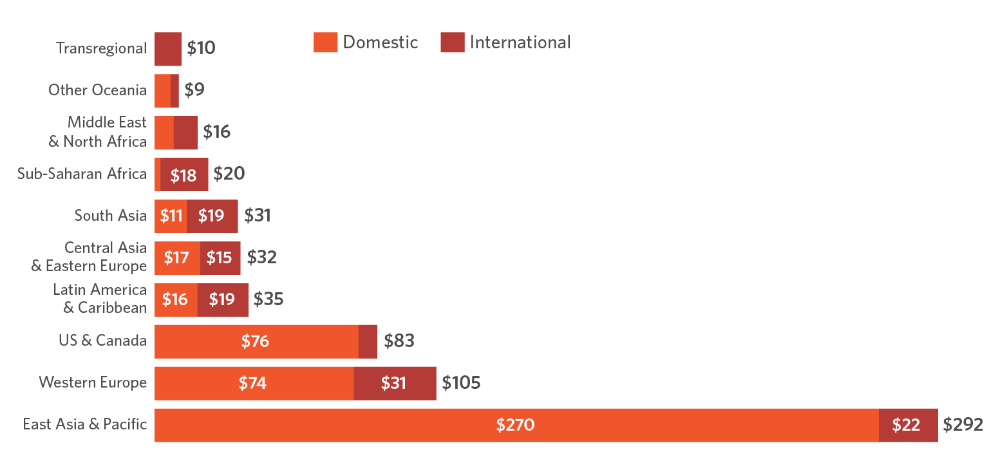 Domestic International
Transregional $10
Other Oceania $9
Middle East
& North Africa $16
Sub-Saharan Africa $18 $20
South Asia $11 $19 $31
Central Asia
& Eastern Europe $17 $15 $32
Latin America
& Caribbean $16 $19 $35
US & Canada $76 $83
Western Europe $74 $31 $105
East Asia & Pacific $270 $22 $292